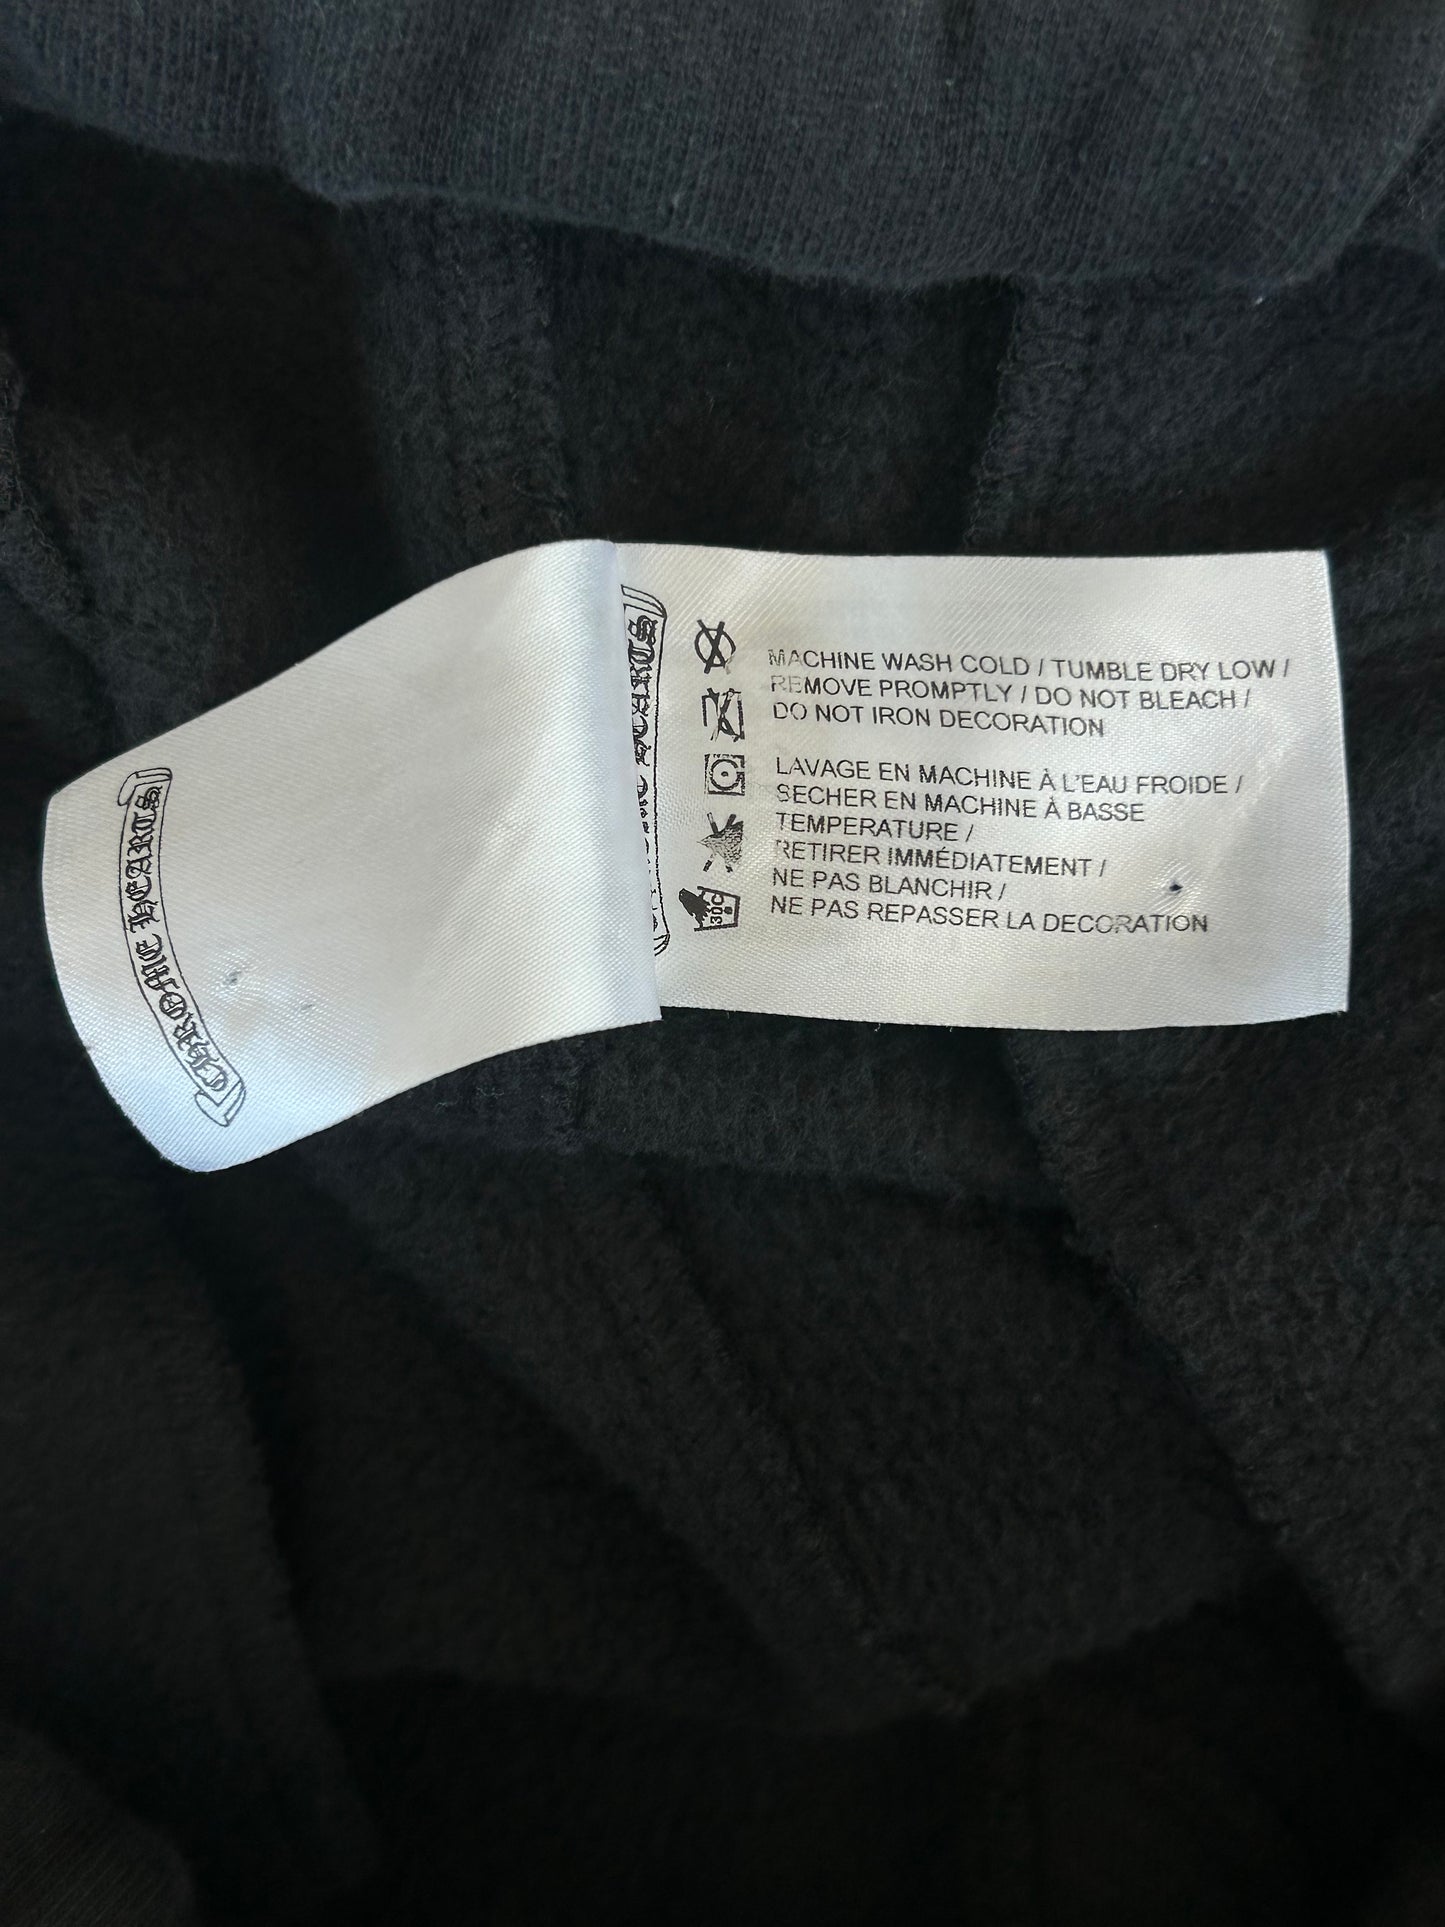 CHROME HEARTS
MACHINE WASH COLD / TUMBLE DRY LOW /
REMOVE PROMPTLY / DO NOT BLEACH /
DO NOT IRON DECORATION
LAVAGE EN MACHINE À L'EAU FROIDE /
SECHER EN MACHINE À BASSE
TEMPERATURE /
RETIRER IMMÉDIATEMENT /
NE PAS BLANCHIR /
NE PAS REPASSER LA DECORATION
30C